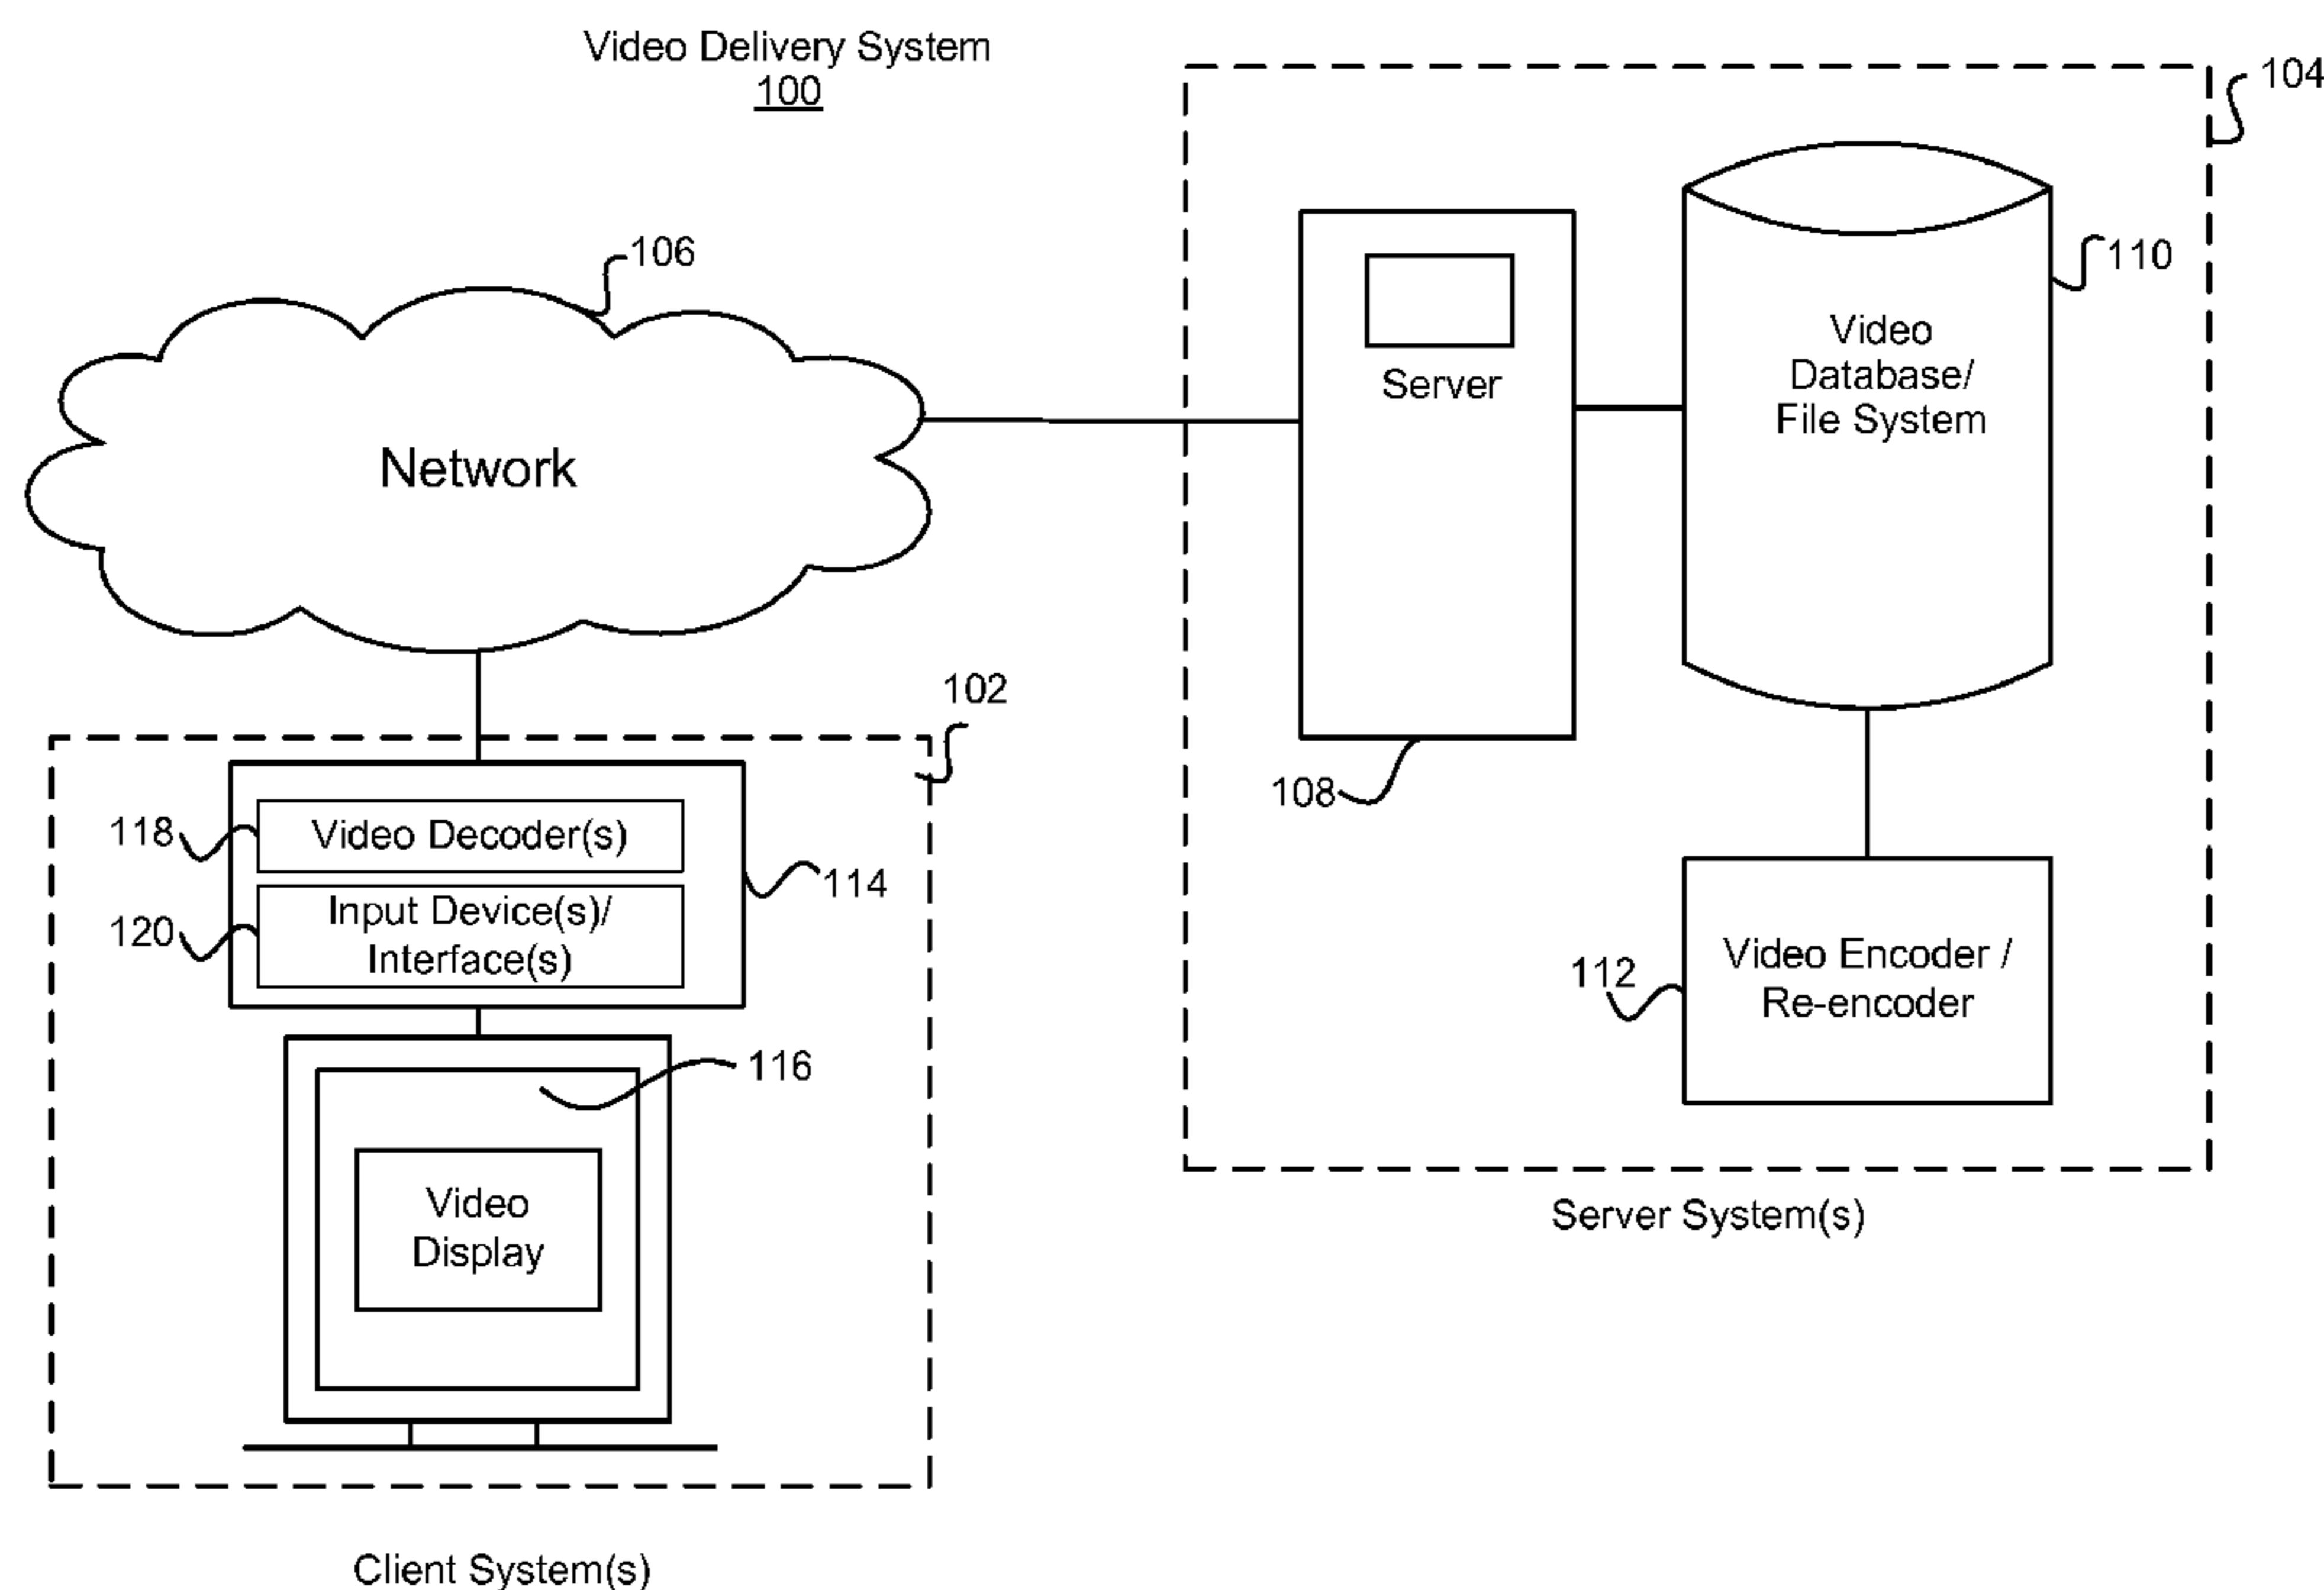 Video Delivery System
100
104
106
Network
Server
108
Video
Database/
File System
110
Video Encoder /
Re-encoder
112
Server System(s)
102
118
Video Decoder(s)
114
120
Input Device(s)/
Interface(s)
116
Video
Display
Client System(s)